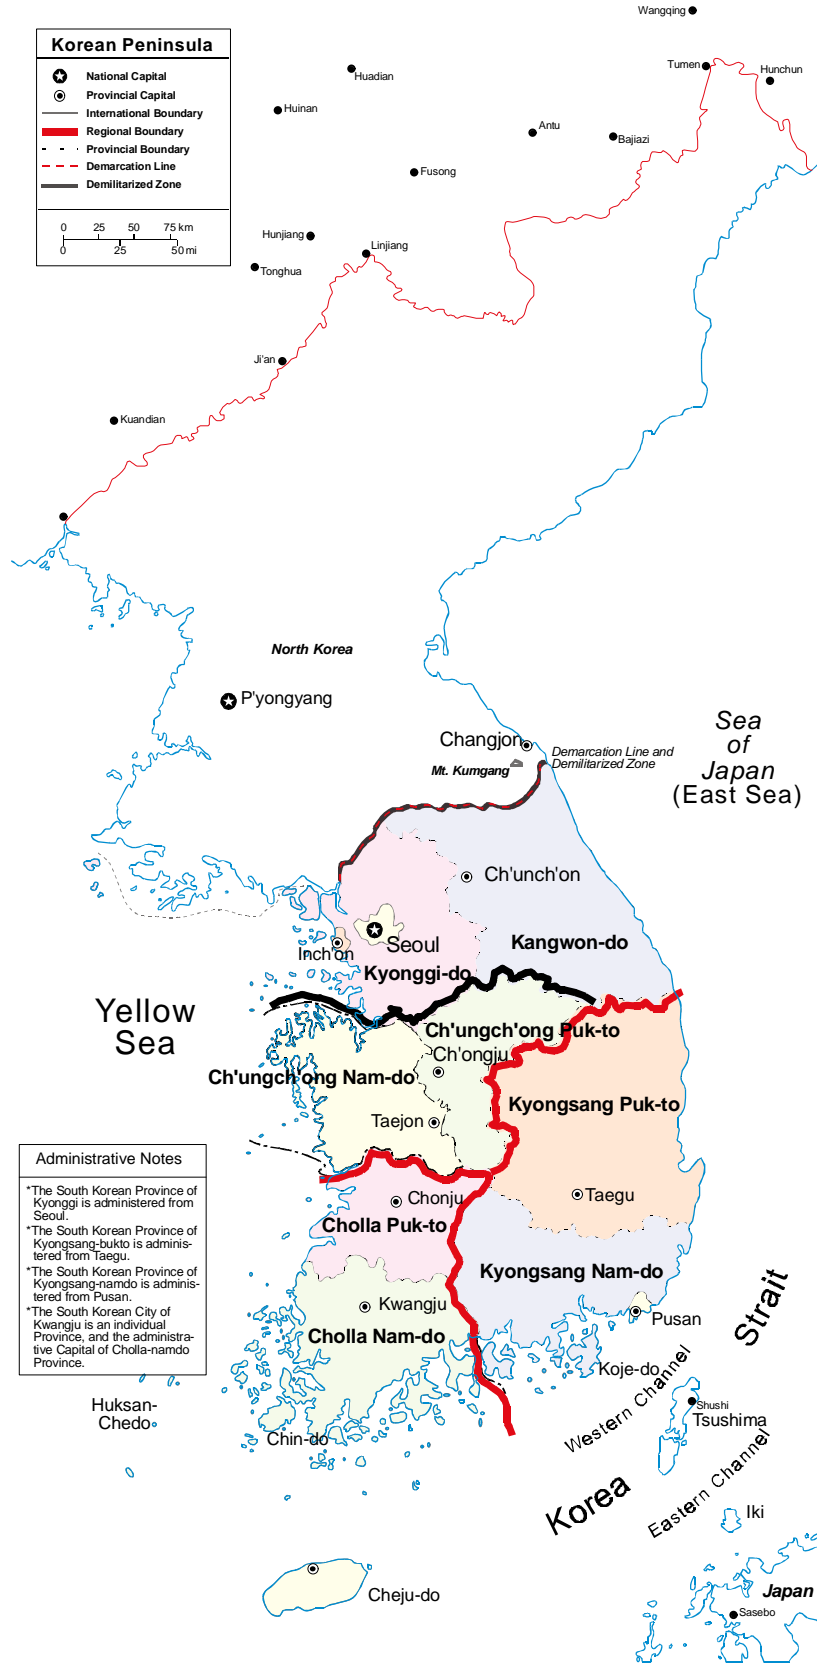 Wangqing
Korean Peninsula
National Capital
Provincial Capital
International Boundary
Regional Boundary
Provincial Boundary
Demarcation Line
Demilitarized Zone
0 25 50 75 km
0 25 50 mi
Huadian
Tumen
Hunchun
Huinan
Antu
Bajiazi
Fusong
Hunjiang
Linjiang
Tonghua
Ji'an
Kuandian
North Korea
P'yongyang
Sea
of
Japan
(East Sea)
Changjon
Demarcation Line and
Demilitarized Zone
Mt. Kumgang
Ch'unch'on
Seoul
Kangwon-do
Inch'on
Kyonggi-do
Yellow
Sea
Ch'ungch'ong Puk-to
Ch'ongju
Ch'ungch'ong Nam-do
Kyongsang Puk-to
Taejon
Administrative Notes
*The South Korean Province of
Kyonggi is administered from
Seoul.
*The South Korean Province of
Kyongsang-bukto is adminis-
tered from Taegu.
*The South Korean Province of
Kyongsang-namdo is adminis-
tered from Pusan.
*The South Korean City of
Kwangju is an individual
Province, and the administra-
tive Capital of Cholla-namdo
Province.
Chonju
Taegu
Cholla Puk-to
Kyongsang Nam-do
Kwangju
Pusan
Cholla Nam-do
Koje-do
Huksan-
Chedo
Chin-do
Western Channel
Korea Strait
Shushi
Tsushima
Eastern Channel
Iki
Cheju-do
Japan
Sasebo